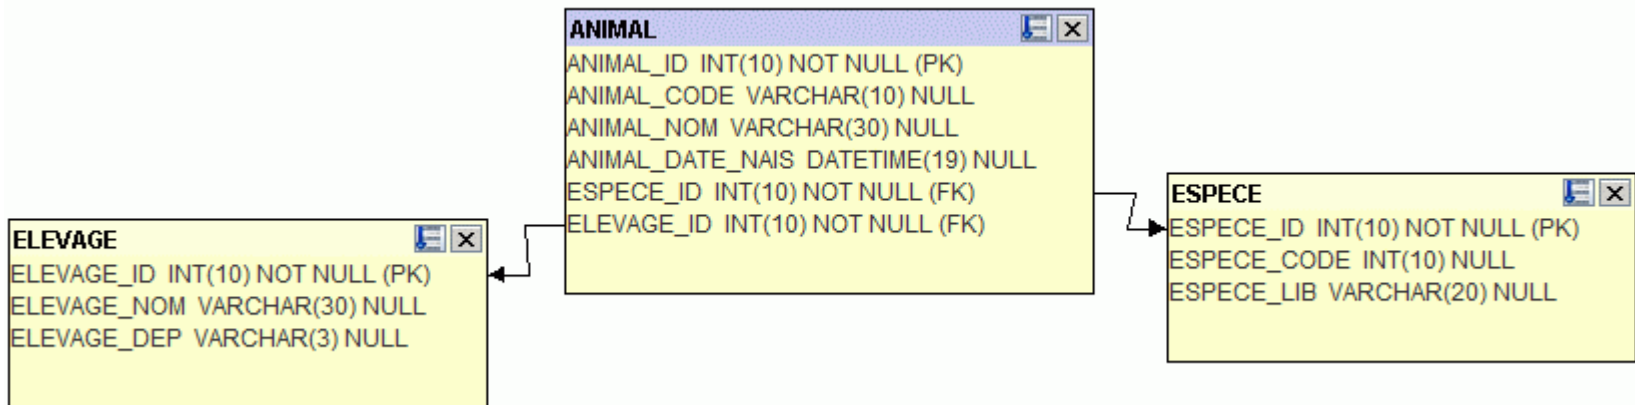 ANIMAL
ANIMAL_ID INT(10) NOT NULL (PK)
ANIMAL_CODE VARCHAR(10) NULL
ANIMAL_NOM VARCHAR(30) NULL
ANIMAL_DATE_NAIS DATETIME(19) NULL
ESPECE_ID INT(10) NOT NULL (FK)
ELEVAGE_ID INT(10) NOT NULL (FK)
ELEVAGE
ELEVAGE_ID INT(10) NOT NULL (PK)
ELEVAGE_NOM VARCHAR(30) NULL
ELEVAGE_DEP VARCHAR(3) NULL
ESPECE
ESPECE_ID INT(10) NOT NULL (PK)
ESPECE_CODE INT(10) NULL
ESPECE_LIB VARCHAR(20) NULL